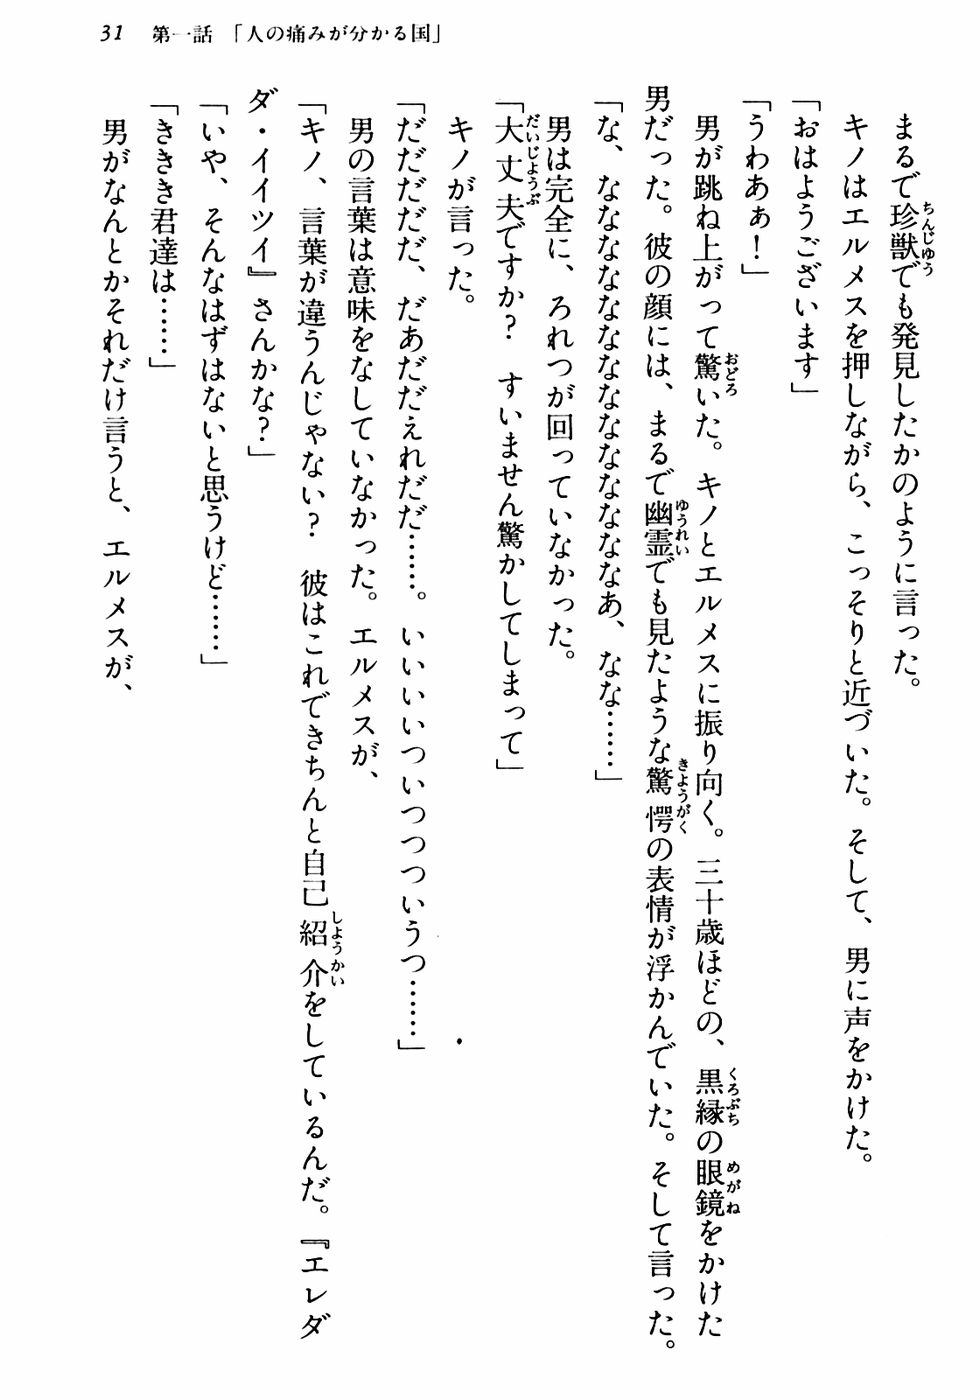 31　第一話　「人の痛みが分かる国」
まるで珍獣でも発見したかのように言った。
キノはエルメスを押しながら、こっそりと近づいた。そして、男に声をかけた。
「おはようございます」
「うわあぁ！」
男が跳ね上がって驚いた。キノとエルメスに振り向く。三十歳ほどの、黒縁の眼鏡をかけた
男だった。彼の顔には、まるで幽霊でも見たような驚愕の表情が浮かんでいた。そして言った。
「な、なななななななななななあ、なな……」
男は完全に、ろれつが回っていなかった。
「大丈夫ですか？　すいません驚かしてしまって」
キノが言った。
「だだだだだ、だあだだえれだだ……。いいいいついつつついうつ……」
男の言葉は意味をなしていなかった。エルメスが、
「キノ、言葉が違うんじゃない？　彼はこれできちんと自己紹介をしているんだ。『エレダ
ダ・イイツイ』さんかな？」
「いや、そんなはずはないと思うけど……」
「ききき君達は……」
男がなんとかそれだけ言うと、エルメスが、